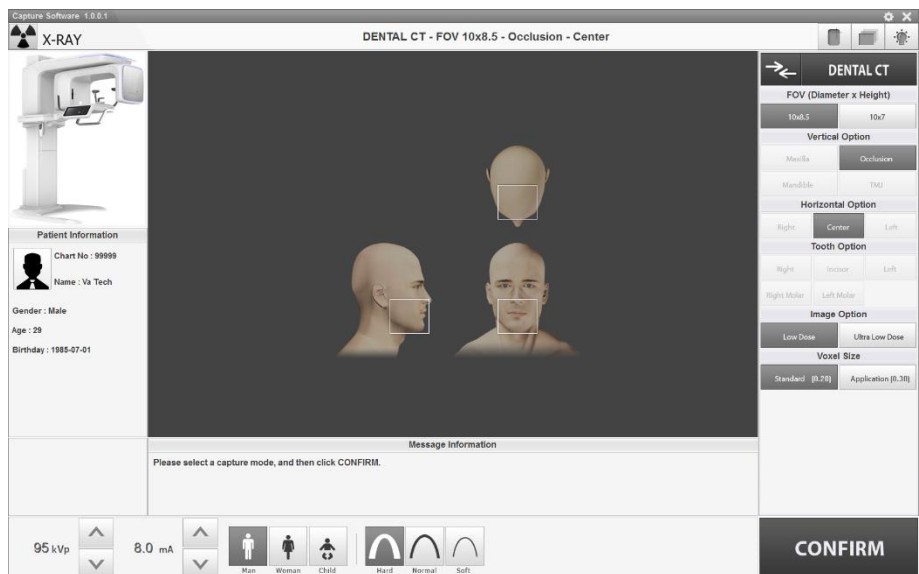 Capture Software 1.0.0.1
X-RAY
DENTAL CT - FOV 10x8.5 - Occlusion - Center
DENTAL CT
FOV (Diameter x Height)
10x8.5 10x7
Vertical Option
Maxilla Occlusion
Mandible TMJ
Horizontal Option
Right Center Left
Tooth Option
Right Incisor Left
Right Molar Left Molar
Image Option
Low Dose Ultra Low Dose
Voxel Size
Standard (0.20) Application (0.30)
Patient Information
Chart No : 99999
Name : Va Tech
Gender : Male
Age : 29
Birthday : 1985-07-01
Message Information
Please select a capture mode, and then click CONFIRM.
95 kVp 8.0 mA
Man Woman Child Hard Normal Soft
CONFIRM